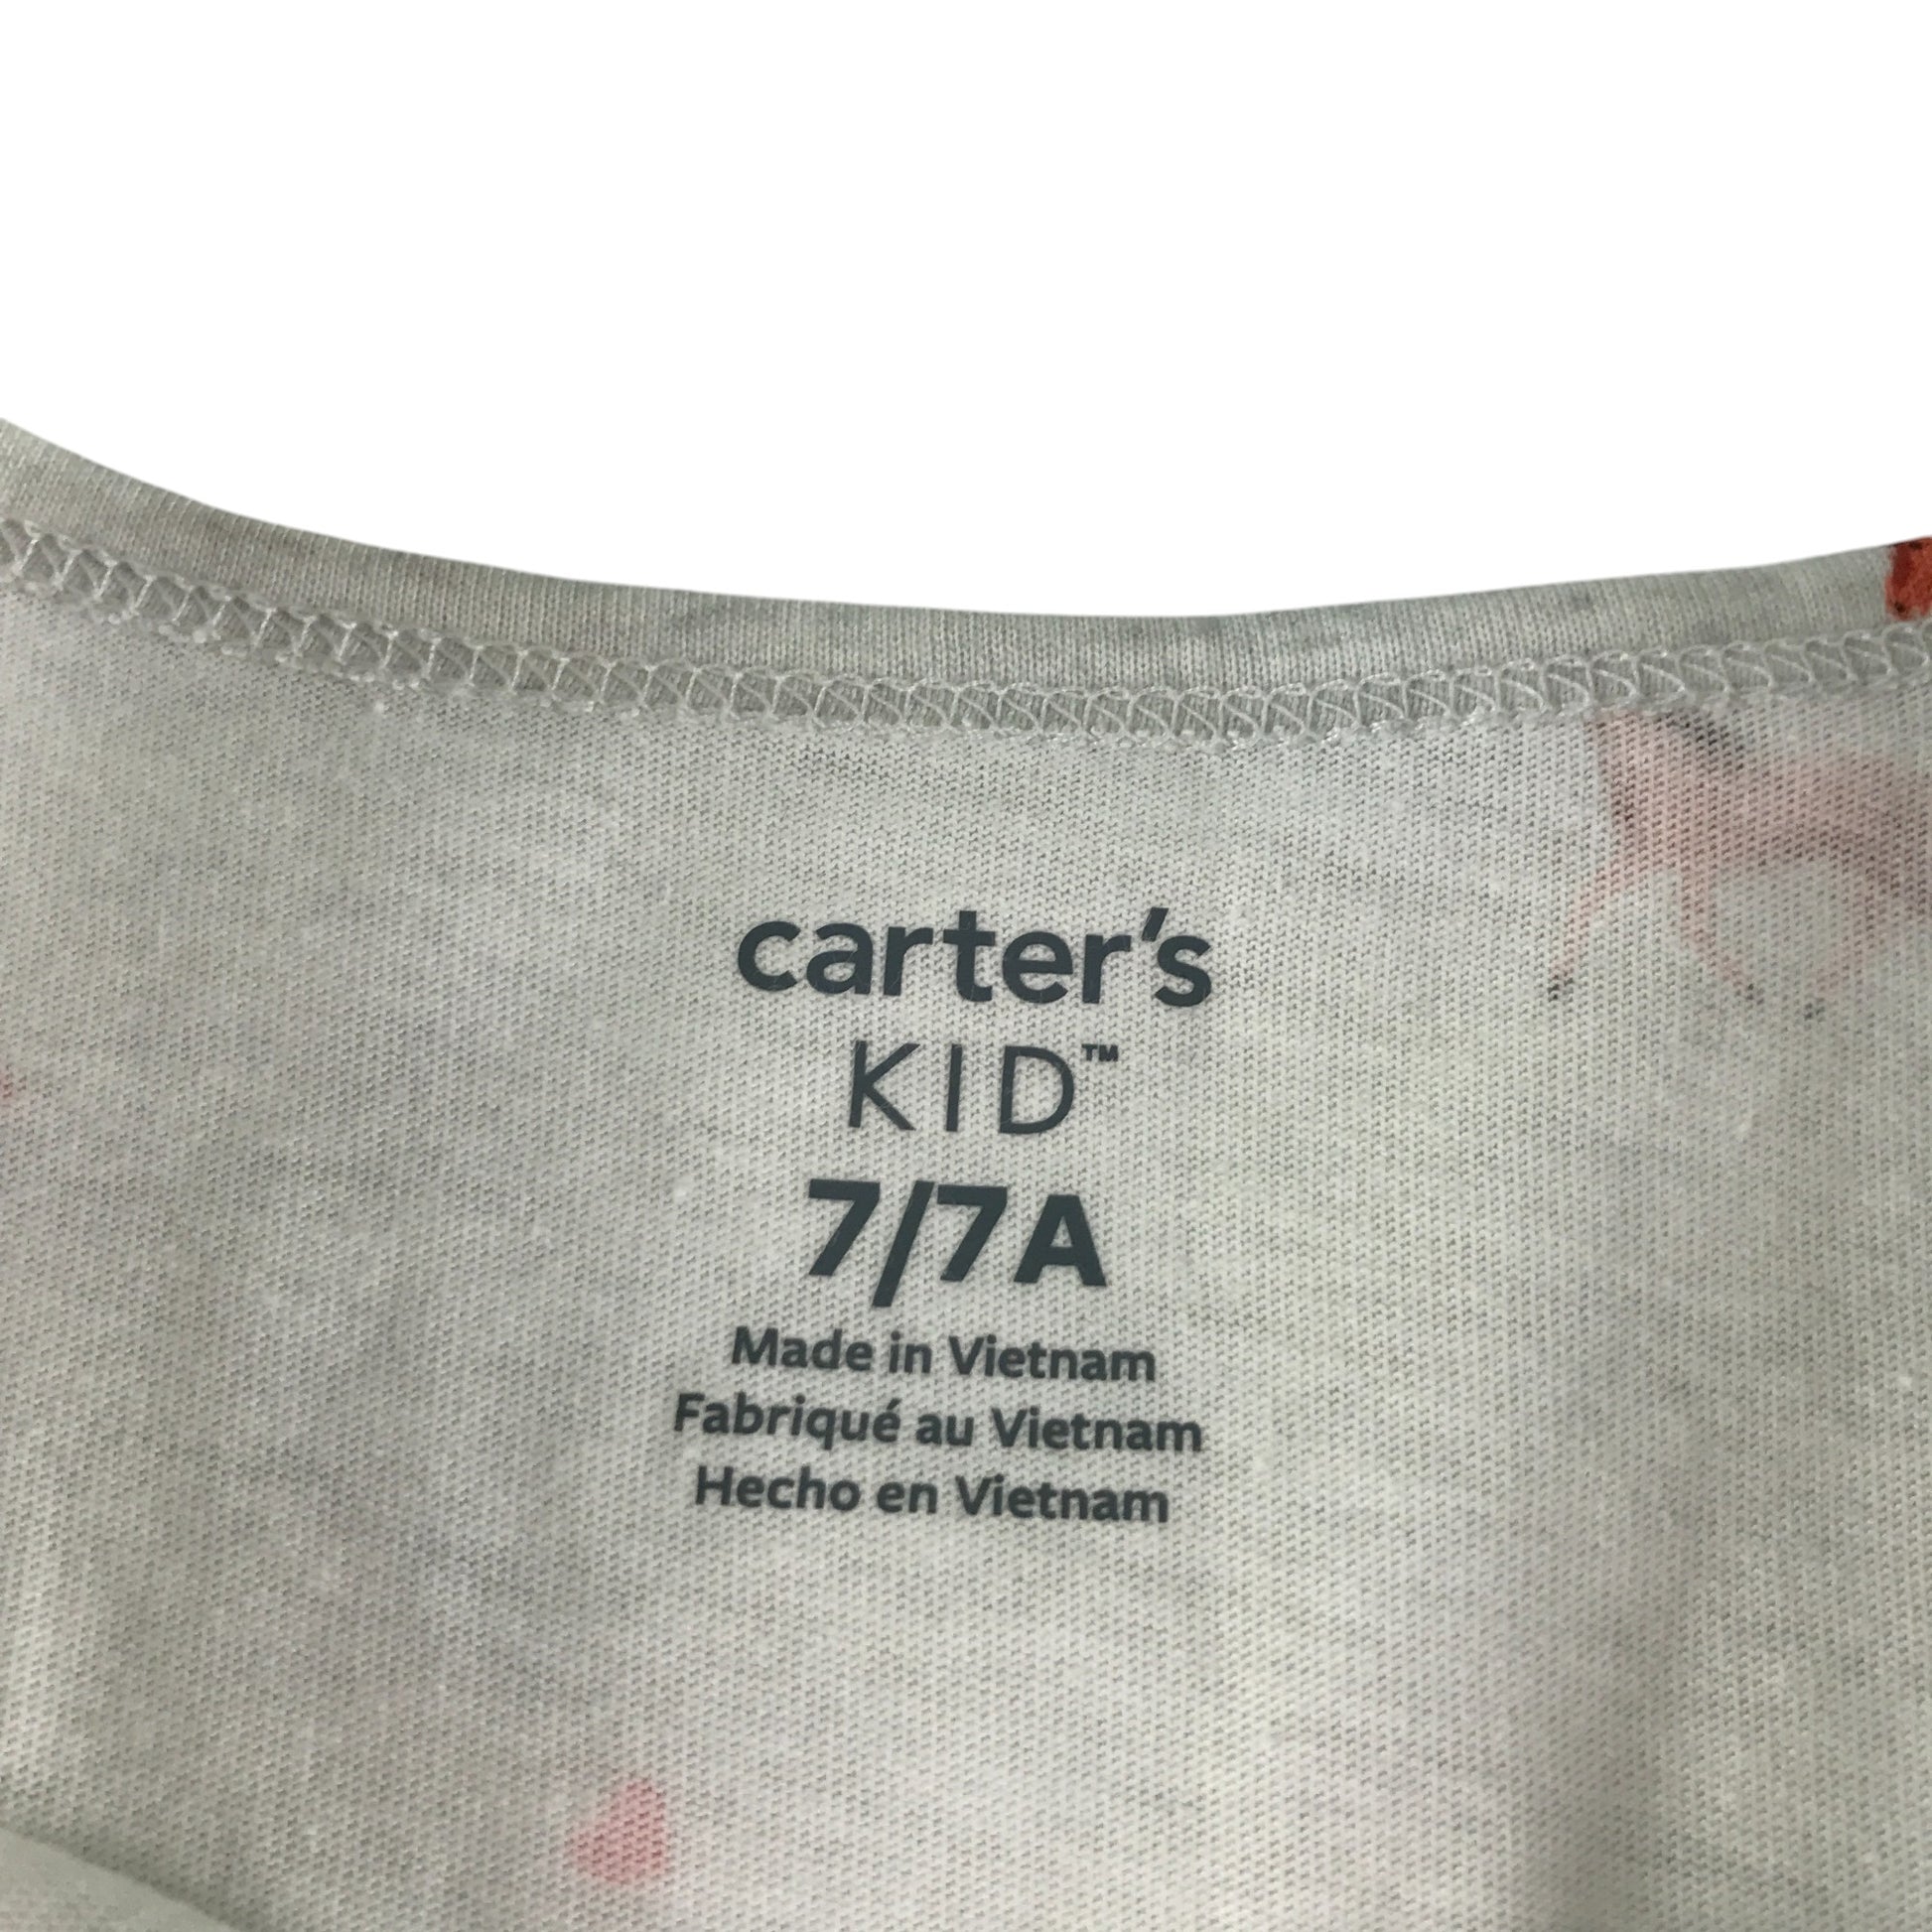 carter's
KID™
7/7A
Made in Vietnam
Fabriqué au Vietnam
Hecho en Vietnam